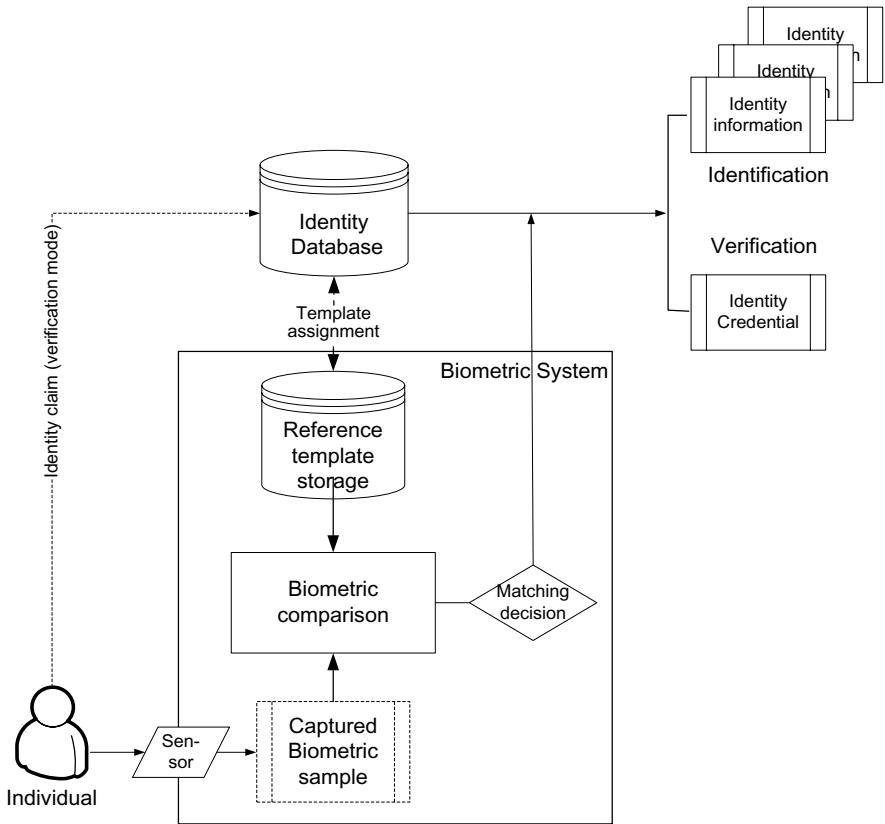 Identity
Identity
Identity
information
Identification
Verification
Identity
Credential
Identity
Database
Template
assignment
Identity claim (verification mode)
Biometric System
Reference
template
storage
Biometric
comparison
Matching
decision
Sen-
sor
Captured
Biometric
sample
Individual